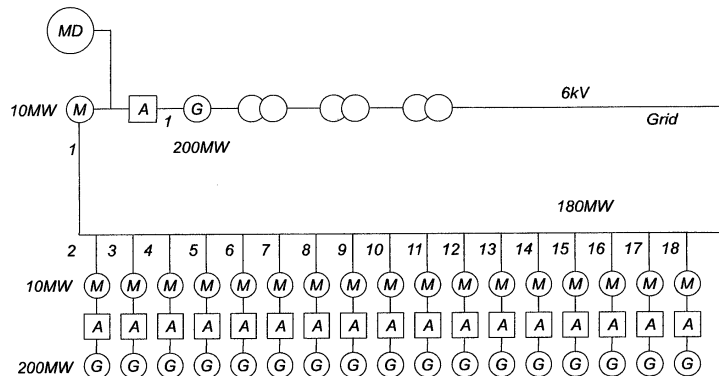 MD
10MW M A G 6kV
1
1 200MW Grid
180MW
2 3 4 5 6 7 8 9 10 11 12 13 14 15 16 17 18
10MW M M M M M M M M M M M M M M M M M
A A A A A A A A A A A A A A A A A
200MW G G G G G G G G G G G G G G G G G